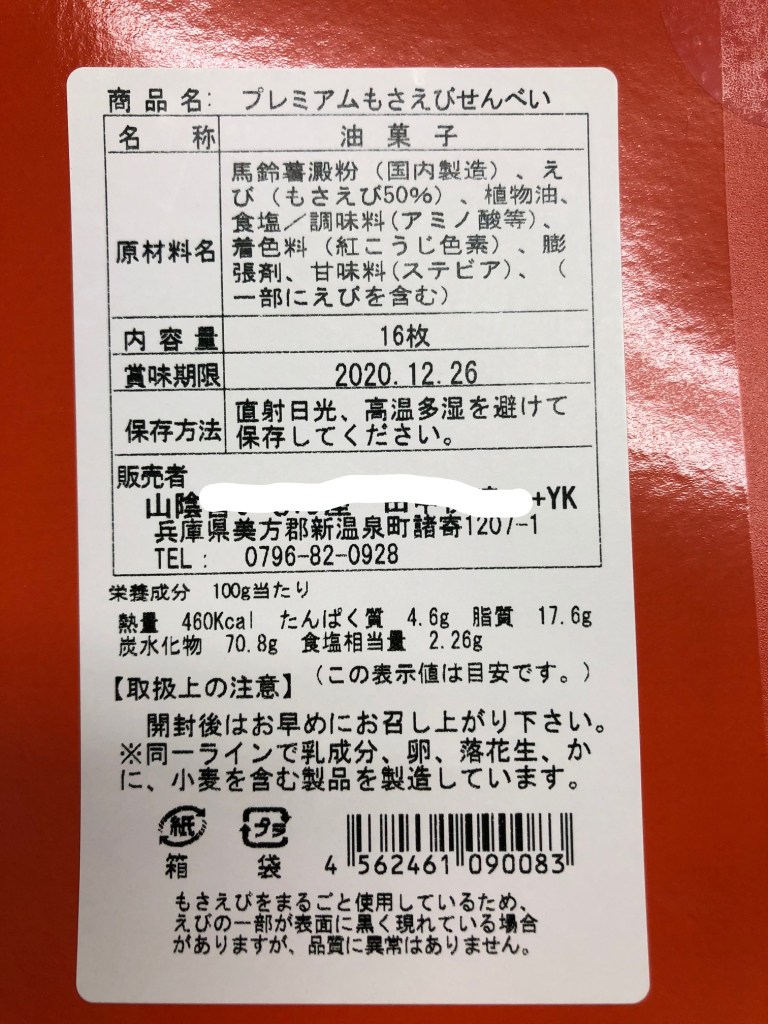 商品名: プレミアムもさえびせんべい
名 称 油 菓 子
原材料名
馬鈴薯澱粉（国内製造）、え
び（もさえび50%）、植物油、
食塩／調味料(アミノ酸等)、
着色料（紅こうじ色素）、膨
張剤、甘味料(ステビア)、（
一部にえびを含む）
内容量 16枚
賞味期限 2020.12.26
保存方法
直射日光、高温多湿を避けて
保存してください。
販売者
山陰 +YK
兵庫県美方郡新温泉町諸寄1207-1
TEL: 0796-82-0928
栄養成分 100g当たり
熱量 460Kcal たんぱく質 4.6g 脂質 17.6g
炭水化物 70.8g 食塩相当量 2.26g
（この表示値は目安です。）
【取扱上の注意】
開封後はお早めにお召し上がり下さい。
※同一ラインで乳成分、卵、落花生、か
に、小麦を含む製品を製造しています。
紙 プラ
箱 袋
4 562461 090083
もさえびをまるごと使用しているため、
えびの一部が表面に黒く現れている場合
がありますが、品質に異常はありません。